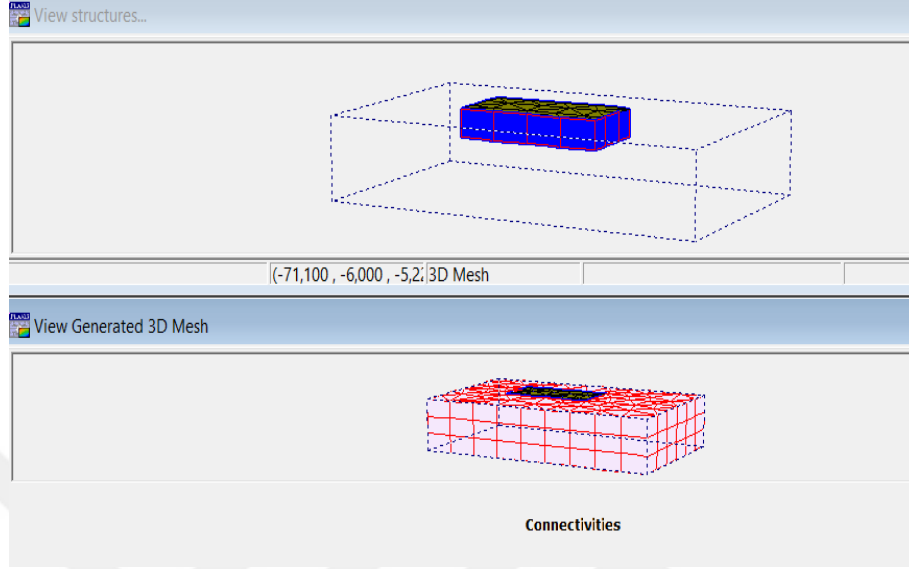 View structures...
(-71,100 , -6,000 , -5,2 3D Mesh
View Generated 3D Mesh
Connectivities